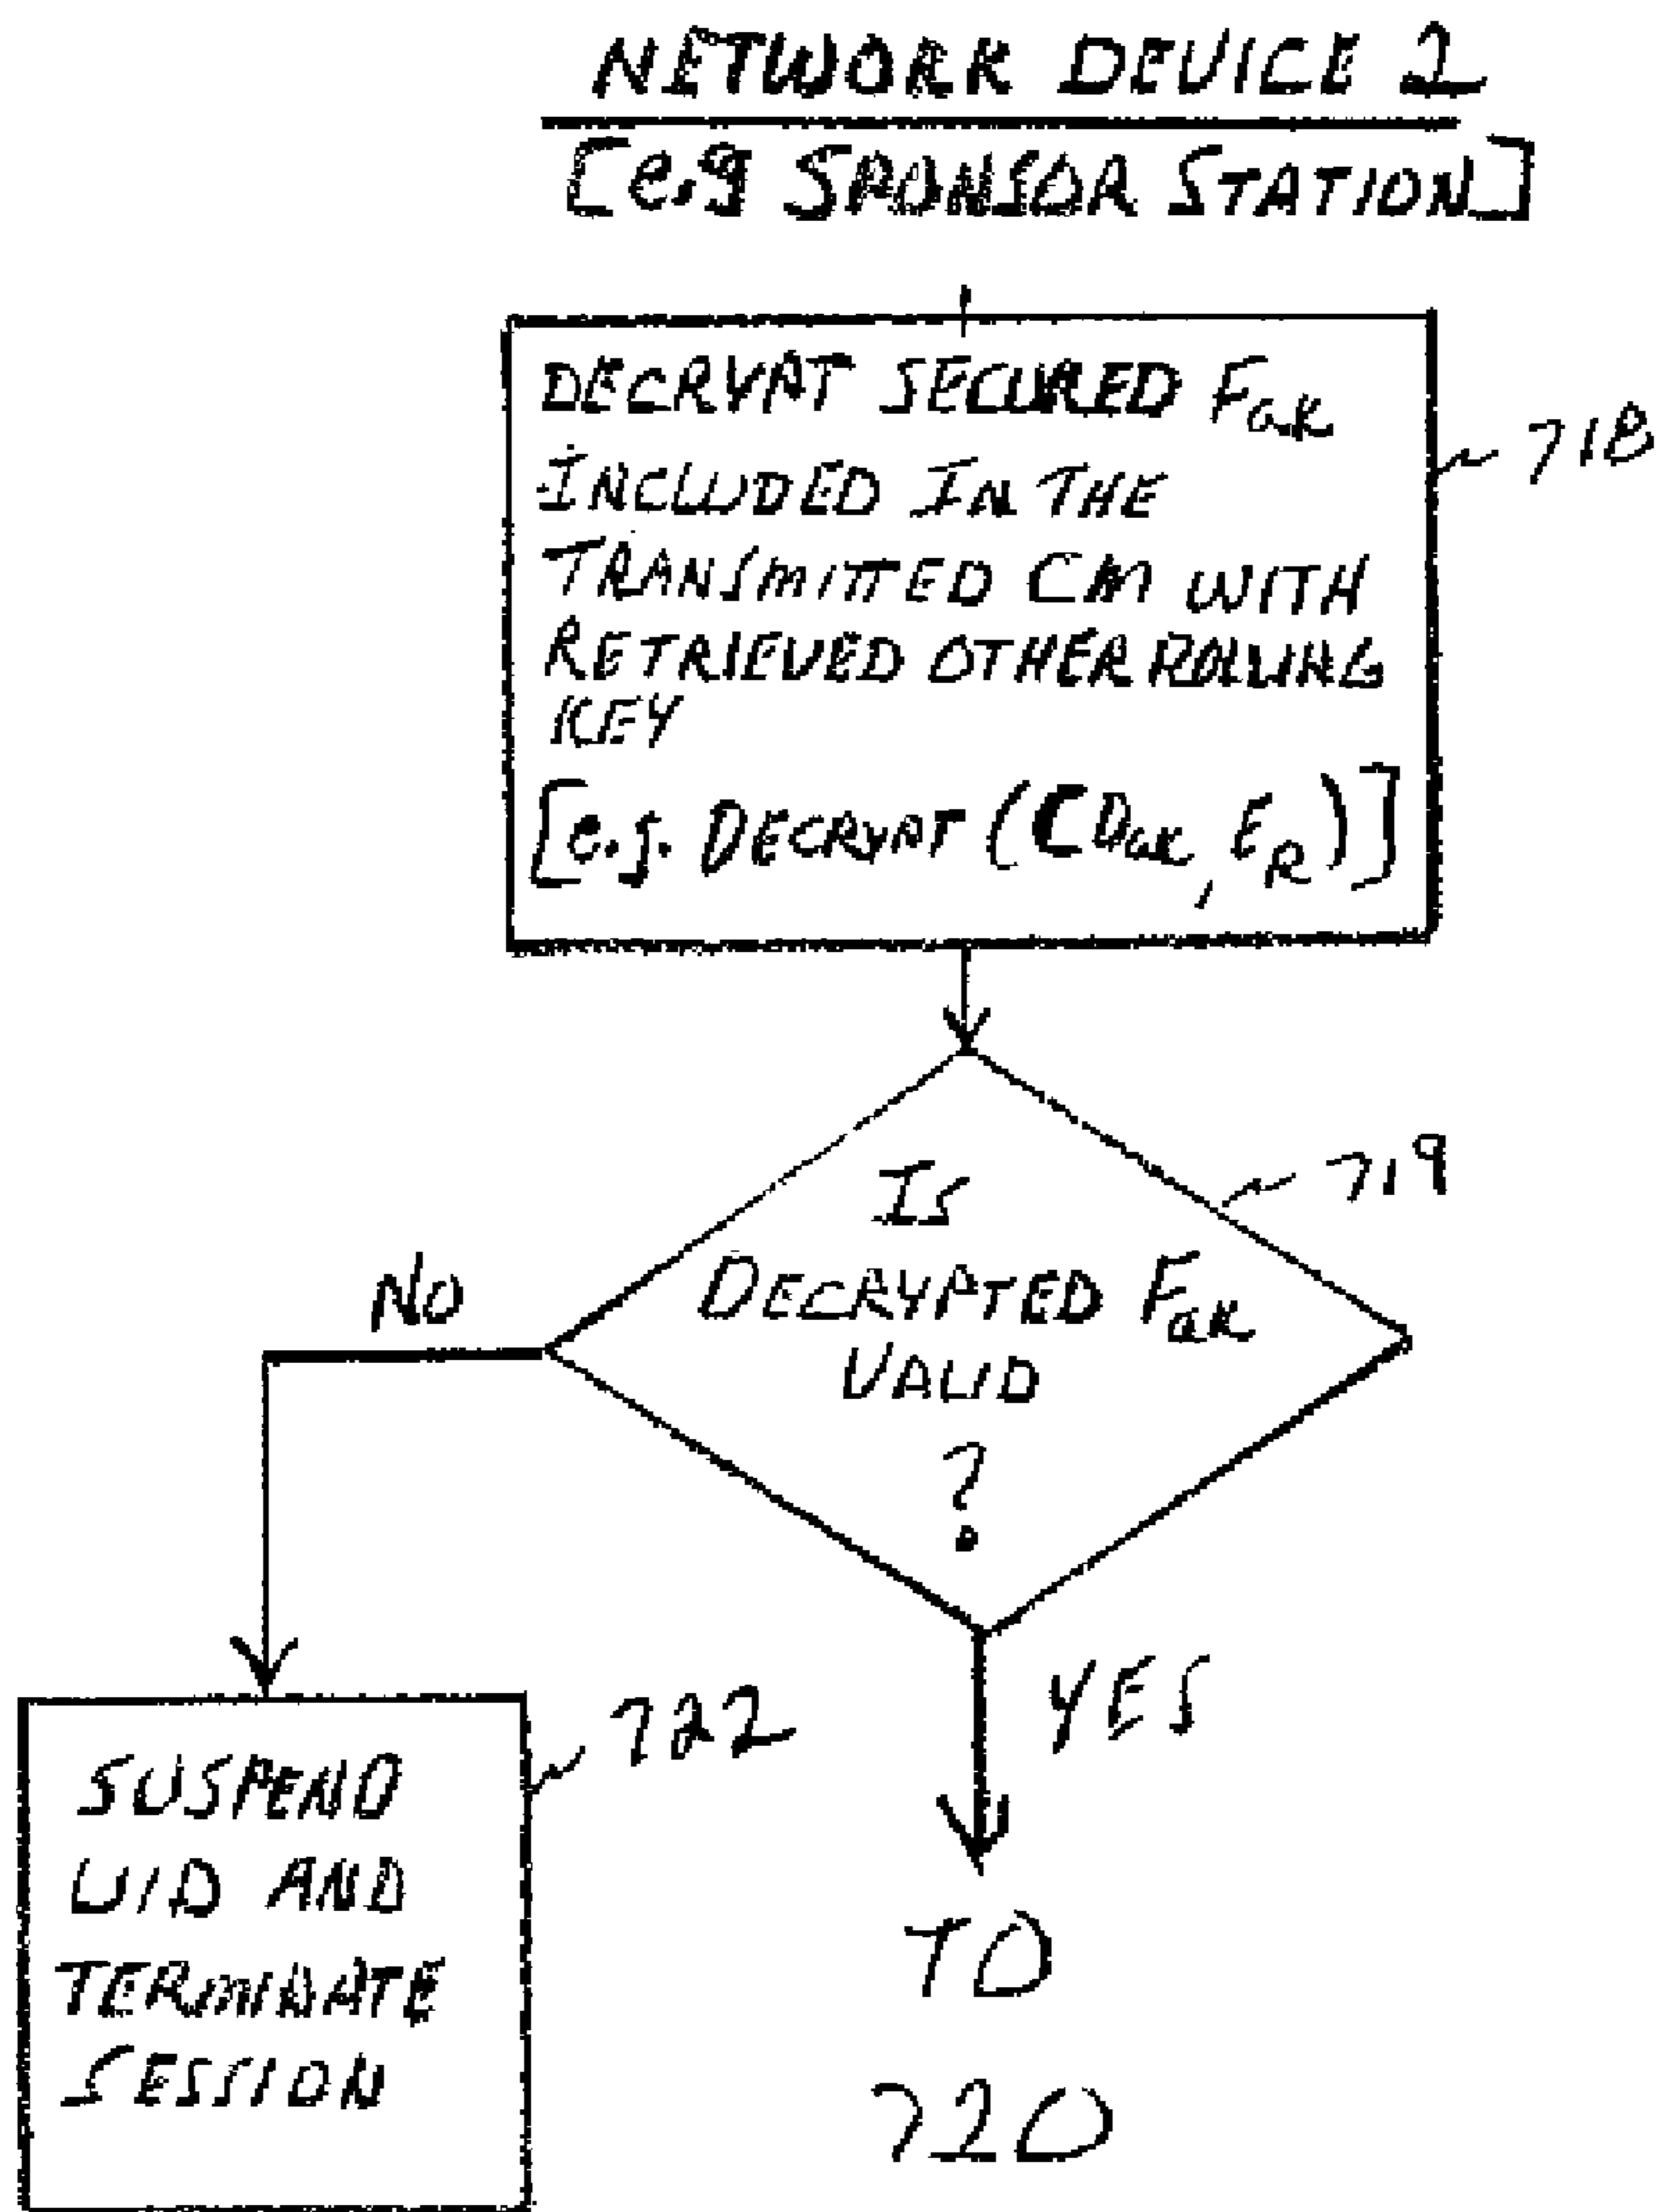 NETWORK DEVICE 2
[e.g SPONSOR STATION]
DECRYPT SECURED Fak
INCLUDED IN THE
TRANSMITTED CM WITH
RETRIEVED OTHER ROLLING
KEY
[e.g. DECRYPT (CDak, ER)]
718
IS
DECRYPTED Fak
VALID
?
719
NO
YES
SUSPEND
UID AND
TERMINATE
SESSION
722
TO
720